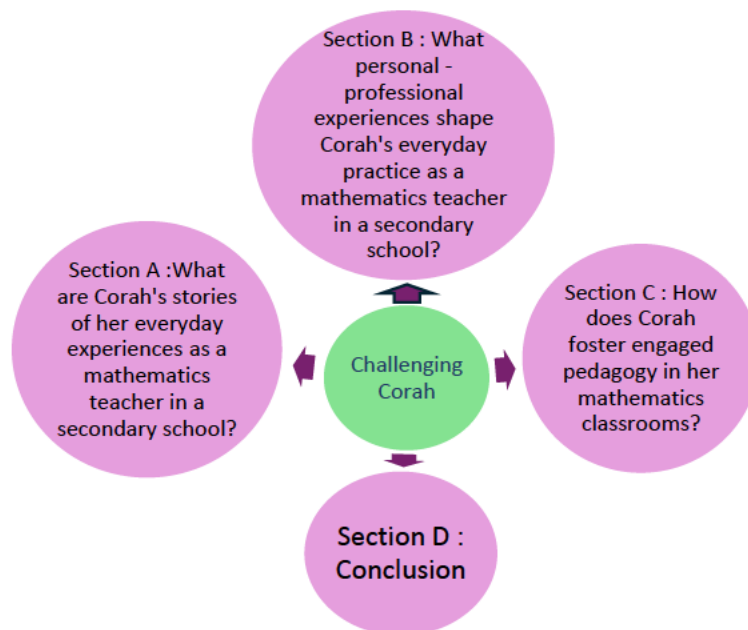 Section B : What
personal -
professional
experiences shape
Corah's everyday
practice as a
mathematics teacher
in a secondary
school?
Section A :What
are Corah's stories
of her everyday
experiences as a
mathematics
teacher in a
secondary school?
Challenging
Corah
Section C : How
does Corah
foster engaged
pedagogy in her
mathematics
classrooms?
Section D :
Conclusion